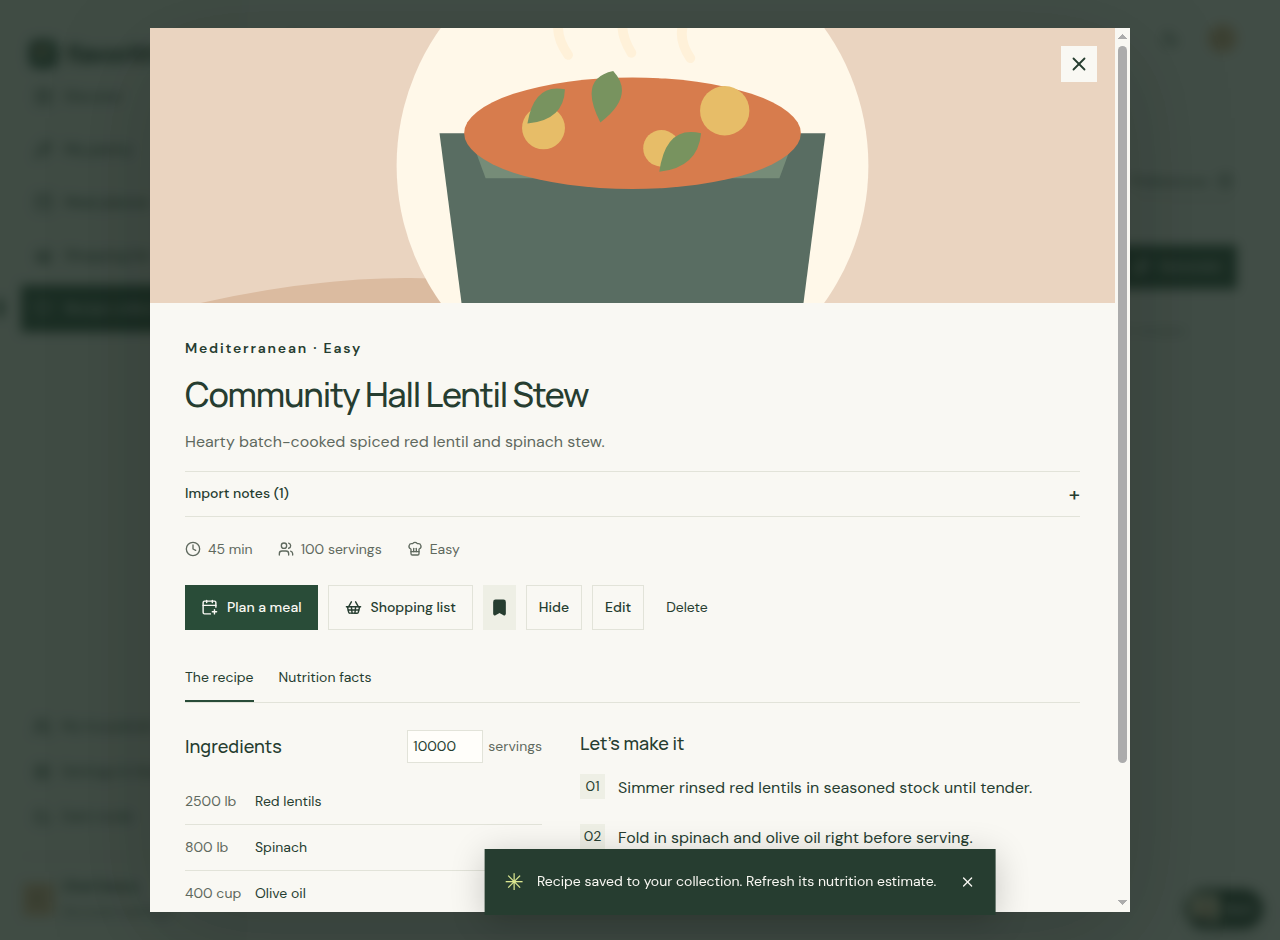 Mediterranean · Easy
Community Hall Lentil Stew
Hearty batch-cooked spiced red lentil and spinach stew.
Import notes (1) +
45 min 100 servings Easy
Plan a meal Shopping list Hide Edit Delete
The recipe Nutrition facts
Ingredients 10000 servings
2500 lb Red lentils
800 lb Spinach
400 cup Olive oil
Let's make it
01 Simmer rinsed red lentils in seasoned stock until tender.
02 Fold in spinach and olive oil right before serving.
Recipe saved to your collection. Refresh its nutrition estimate.